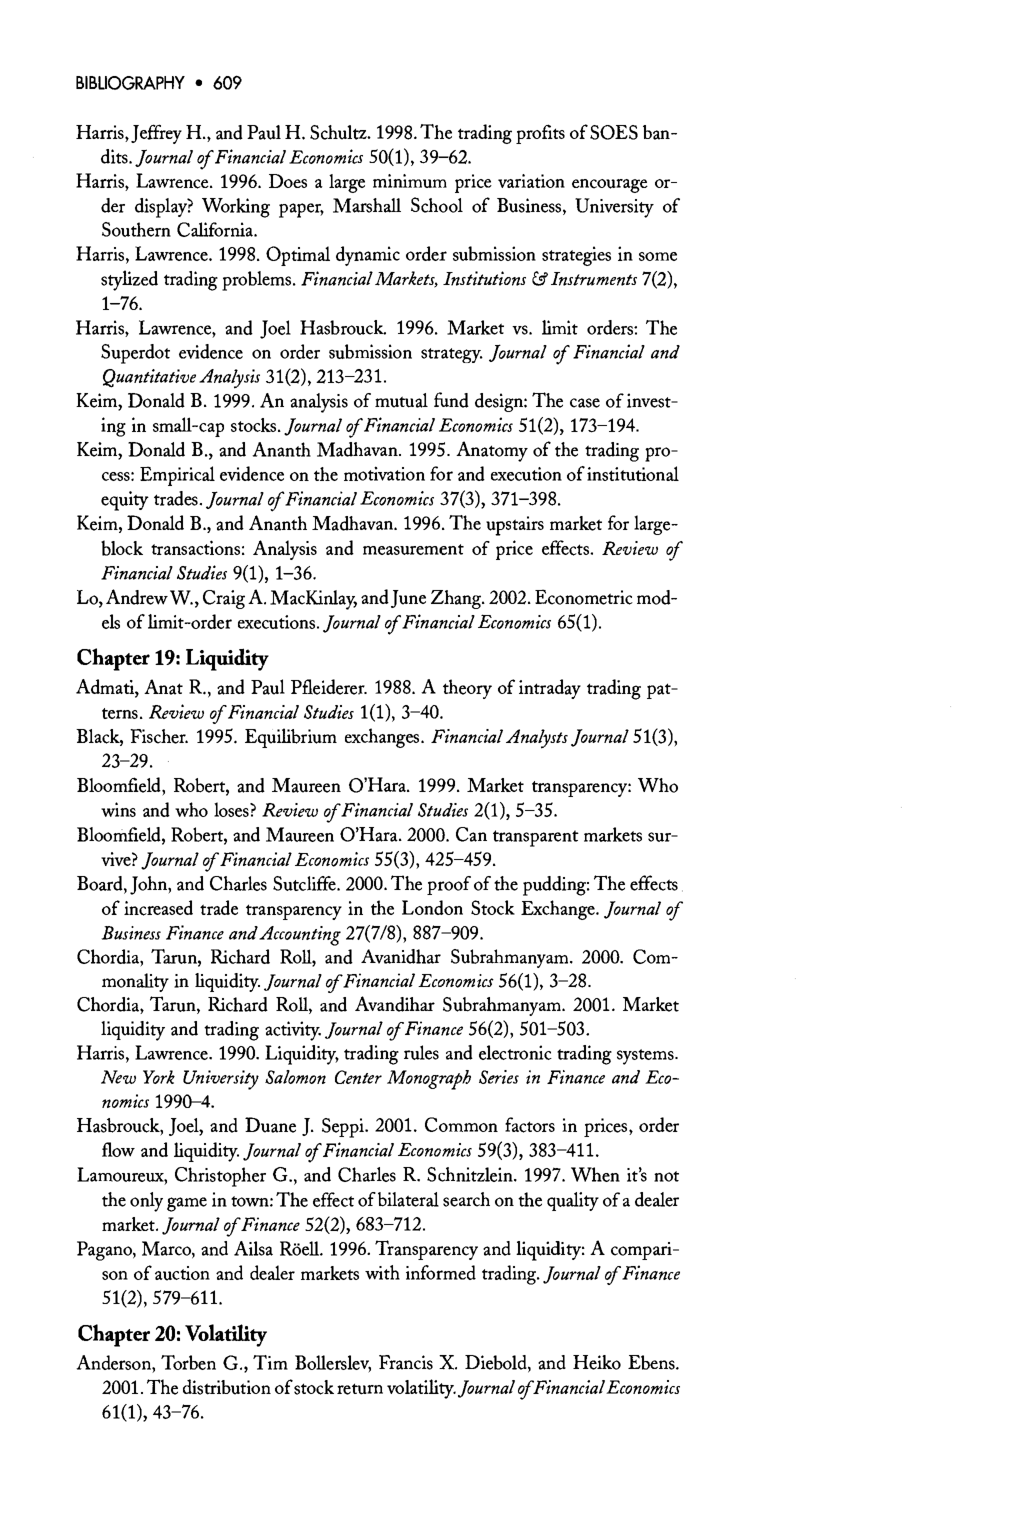 BIBLIOGRAPHY • 609
Harris, Jeffrey H., and Paul H. Schultz. 1998. The trading profits of SOES ban-
dits. Journal of Financial Economics 50(1), 39–62.
Harris, Lawrence. 1996. Does a large minimum price variation encourage or-
der display? Working paper, Marshall School of Business, University of
Southern California.
Harris, Lawrence. 1998. Optimal dynamic order submission strategies in some
stylized trading problems. Financial Markets, Institutions & Instruments 7(2),
1–76.
Harris, Lawrence, and Joel Hasbrouck. 1996. Market vs. limit orders: The
Superdot evidence on order submission strategy. Journal of Financial and
Quantitative Analysis 31(2), 213–231.
Keim, Donald B. 1999. An analysis of mutual fund design: The case of invest-
ing in small-cap stocks. Journal of Financial Economics 51(2), 173–194.
Keim, Donald B., and Ananth Madhavan. 1995. Anatomy of the trading pro-
cess: Empirical evidence on the motivation for and execution of institutional
equity trades. Journal of Financial Economics 37(3), 371–398.
Keim, Donald B., and Ananth Madhavan. 1996. The upstairs market for large-
block transactions: Analysis and measurement of price effects. Review of
Financial Studies 9(1), 1–36.
Lo, Andrew W., Craig A. MacKinlay, and June Zhang. 2002. Econometric mod-
els of limit-order executions. Journal of Financial Economics 65(1).
Chapter 19: Liquidity
Admati, Anat R., and Paul Pfleiderer. 1988. A theory of intraday trading pat-
terns. Review of Financial Studies 1(1), 3–40.
Black, Fischer. 1995. Equilibrium exchanges. Financial Analysts Journal 51(3),
23–29.
Bloomfield, Robert, and Maureen O'Hara. 1999. Market transparency: Who
wins and who loses? Review of Financial Studies 2(1), 5–35.
Bloomfield, Robert, and Maureen O'Hara. 2000. Can transparent markets sur-
vive? Journal of Financial Economics 55(3), 425–459.
Board, John, and Charles Sutcliffe. 2000. The proof of the pudding: The effects
of increased trade transparency in the London Stock Exchange. Journal of
Business Finance and Accounting 27(7/8), 887–909.
Chordia, Tarun, Richard Roll, and Avanidhar Subrahmanyam. 2000. Com-
monality in liquidity. Journal of Financial Economics 56(1), 3–28.
Chordia, Tarun, Richard Roll, and Avandihar Subrahmanyam. 2001. Market
liquidity and trading activity. Journal of Finance 56(2), 501–503.
Harris, Lawrence. 1990. Liquidity, trading rules and electronic trading systems.
New York University Salomon Center Monograph Series in Finance and Eco-
nomics 1990–4.
Hasbrouck, Joel, and Duane J. Seppi. 2001. Common factors in prices, order
flow and liquidity. Journal of Financial Economics 59(3), 383–411.
Lamoureux, Christopher G., and Charles R. Schnitzlein. 1997. When it's not
the only game in town: The effect of bilateral search on the quality of a dealer
market. Journal of Finance 52(2), 683–712.
Pagano, Marco, and Ailsa Röell. 1996. Transparency and liquidity: A compari-
son of auction and dealer markets with informed trading. Journal of Finance
51(2), 579–611.
Chapter 20: Volatility
Anderson, Torben G., Tim Bollerslev, Francis X. Diebold, and Heiko Ebens.
2001. The distribution of stock return volatility. Journal of Financial Economics
61(1), 43–76.